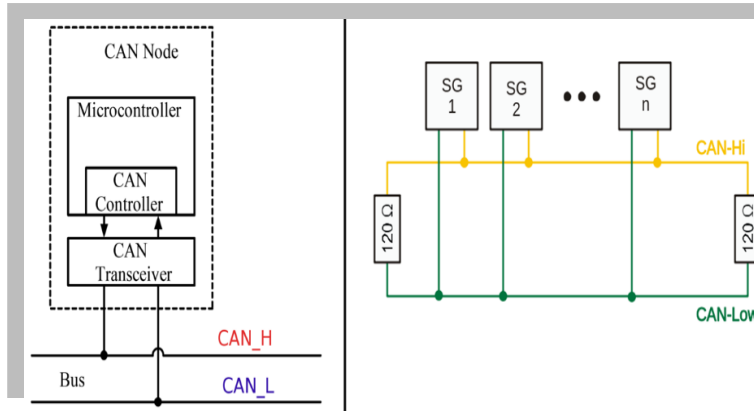 CAN Node
Microcontroller
CAN
Controller
CAN
Transceiver
CAN_H
Bus
CAN_L
SG
1
SG
2
SG
n
CAN-Hi
120 Ω
120 Ω
CAN-Low